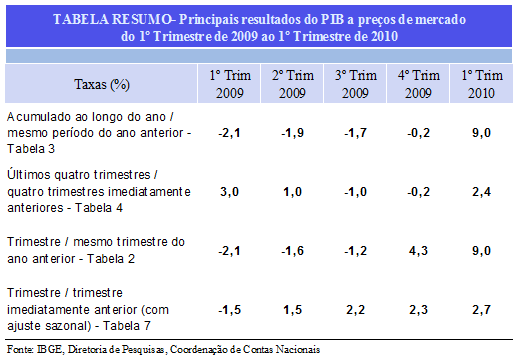 TABELA RESUMO- Principais resultados do PIB a preços de mercado
do 1º Trimestre de 2009 ao 1º Trimestre de 2010
Taxas (%) 1º Trim 2009 2º Trim 2009 3º Trim 2009 4º Trim 2009 1º Trim 2010
Acumulado ao longo do ano /
mesmo período do ano anterior - -2,1 -1,9 -1,7 -0,2 9,0
Tabela 3
Últimos quatro trimestres /
quatro trimestres imediatamente 3,0 1,0 -1,0 -0,2 2,4
anteriores - Tabela 4
Trimestre / mesmo trimestre do -2,1 -1,6 -1,2 4,3 9,0
ano anterior - Tabela 2
Trimestre / trimestre
imediatamente anterior (com -1,5 1,5 2,2 2,3 2,7
ajuste sazonal) - Tabela 7
Fonte: IBGE, Diretoria de Pesquisas, Coordenação de Contas Nacionais